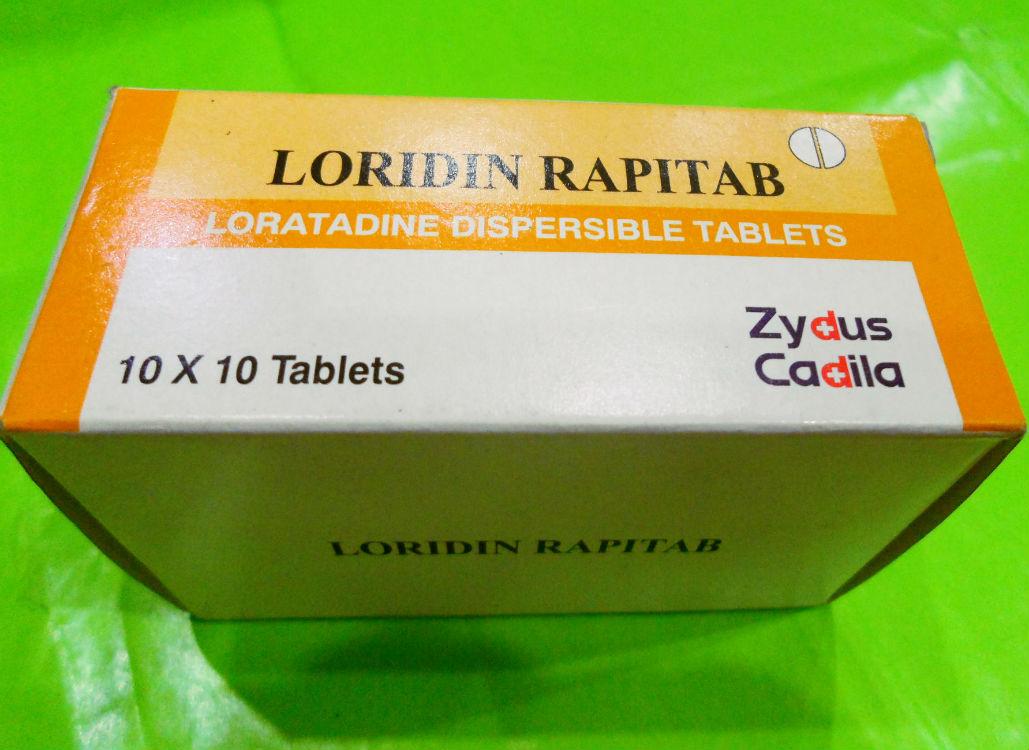 LORIDIN RAPITAB
LORATADINE DISPERSIBLE TABLETS
10 X 10 Tablets
Zydus
Cadila
LORIDIN RAPITAB